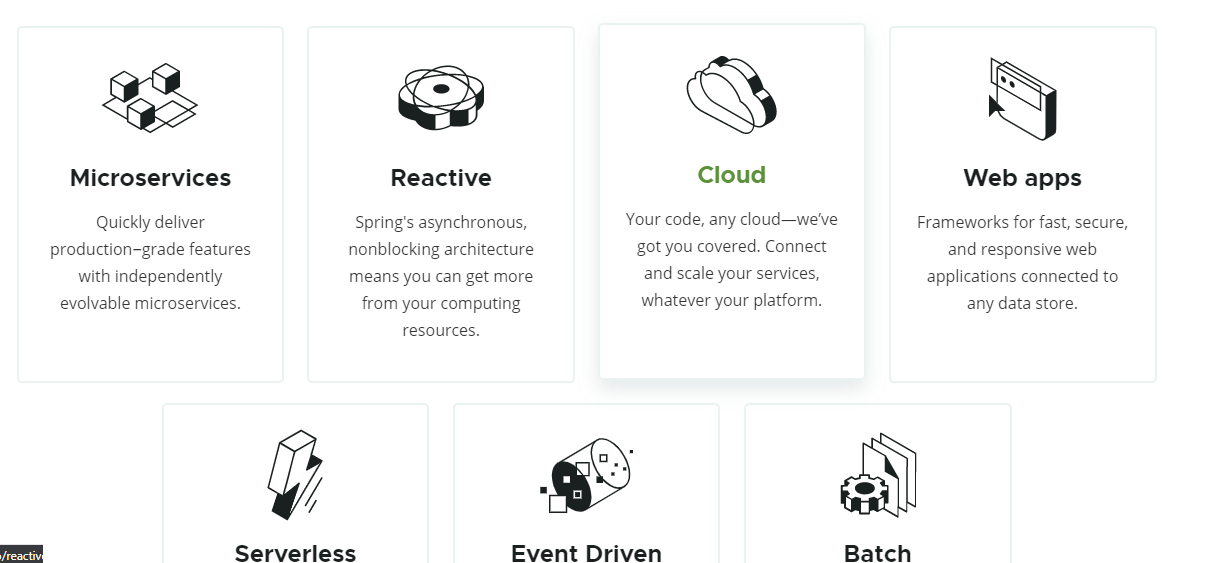 Microservices
Quickly deliver
production–grade features
with independently
evolvable microservices.
Reactive
Spring's asynchronous,
nonblocking architecture
means you can get more
from your computing
resources.
Cloud
Your code, any cloud—we’ve
got you covered. Connect
and scale your services,
whatever your platform.
Web apps
Frameworks for fast, secure,
and responsive web
applications connected to
any data store.
Serverless
Event Driven
Batch
/reactive